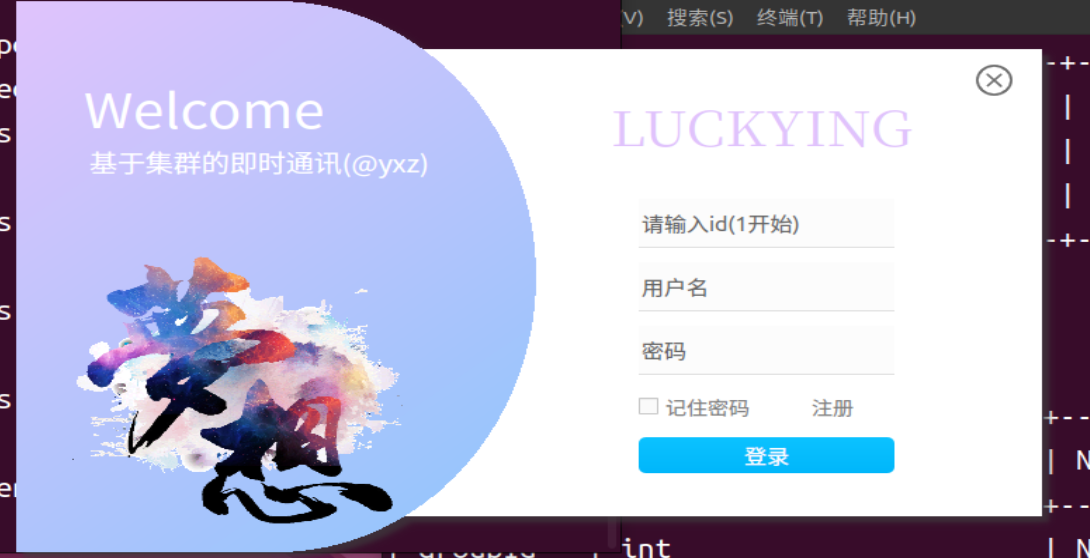 (V) 搜索(S) 终端(T) 帮助(H)
Welcome
基于集群的即时通讯(@yxz)
梦想
LUCKYING
请输入id(1开始)
用户名
密码
记住密码 注册
登录
int